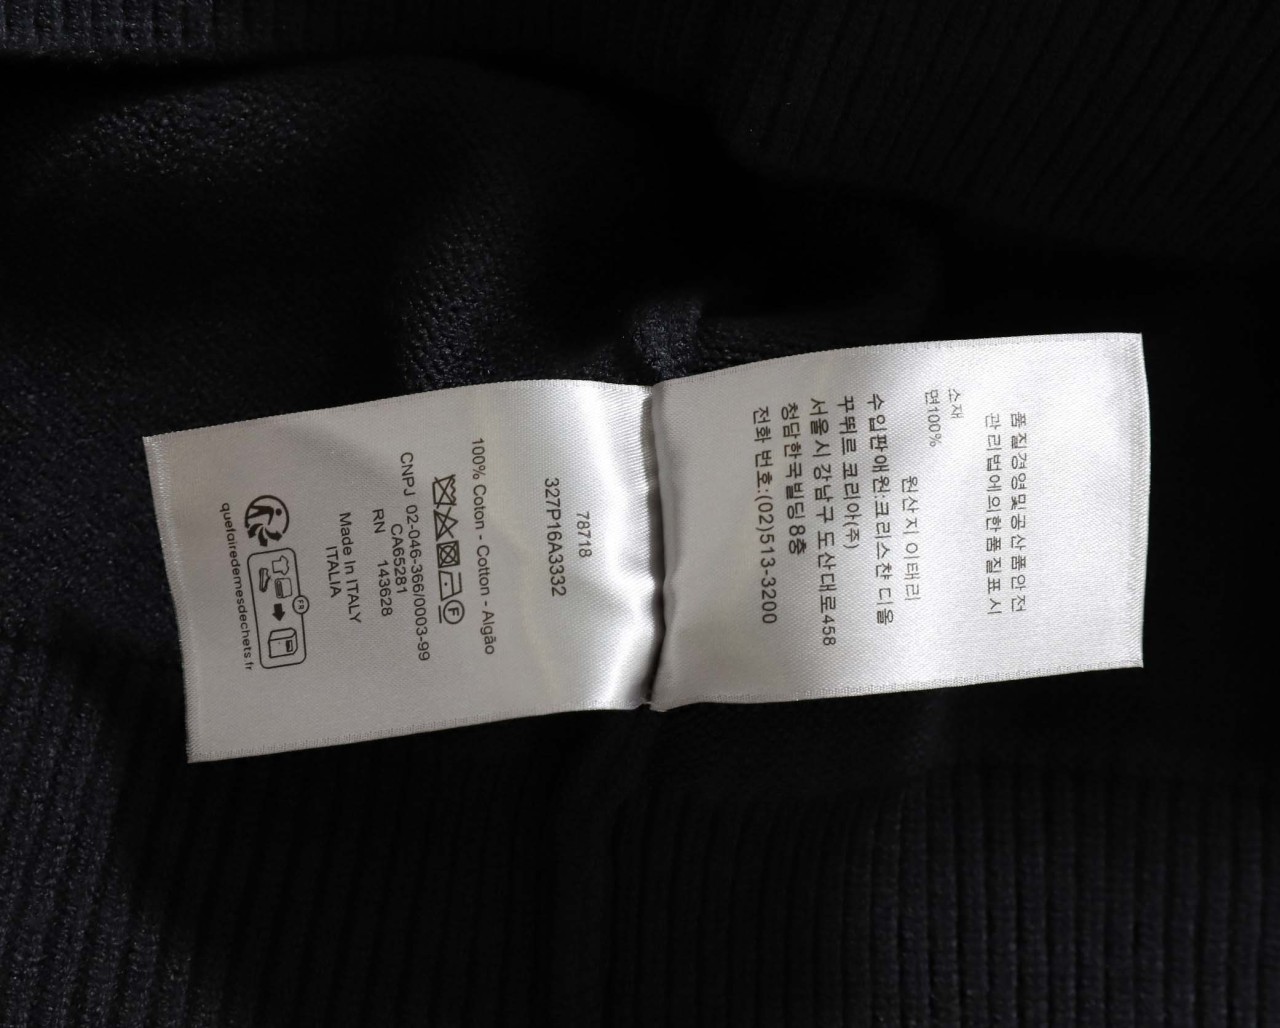 품질경영및공산품안전
관리법에의한 품질표시
소재
면100%
원산지 이태리
수입판매원:크리스챤 디올
꾸뛰르 코리아(주)
서울시 강남구 도산대로458
청담한국빌딩 8층
전화 번호:(02)513-3200
78718
327P16A3332
100% Coton - Cotton - Algão
F
CNPJ 02-046-366/0003-99
CA65281
RN 143628
Made in ITALY
ITALIA
FR
quefairedemesdechets.fr